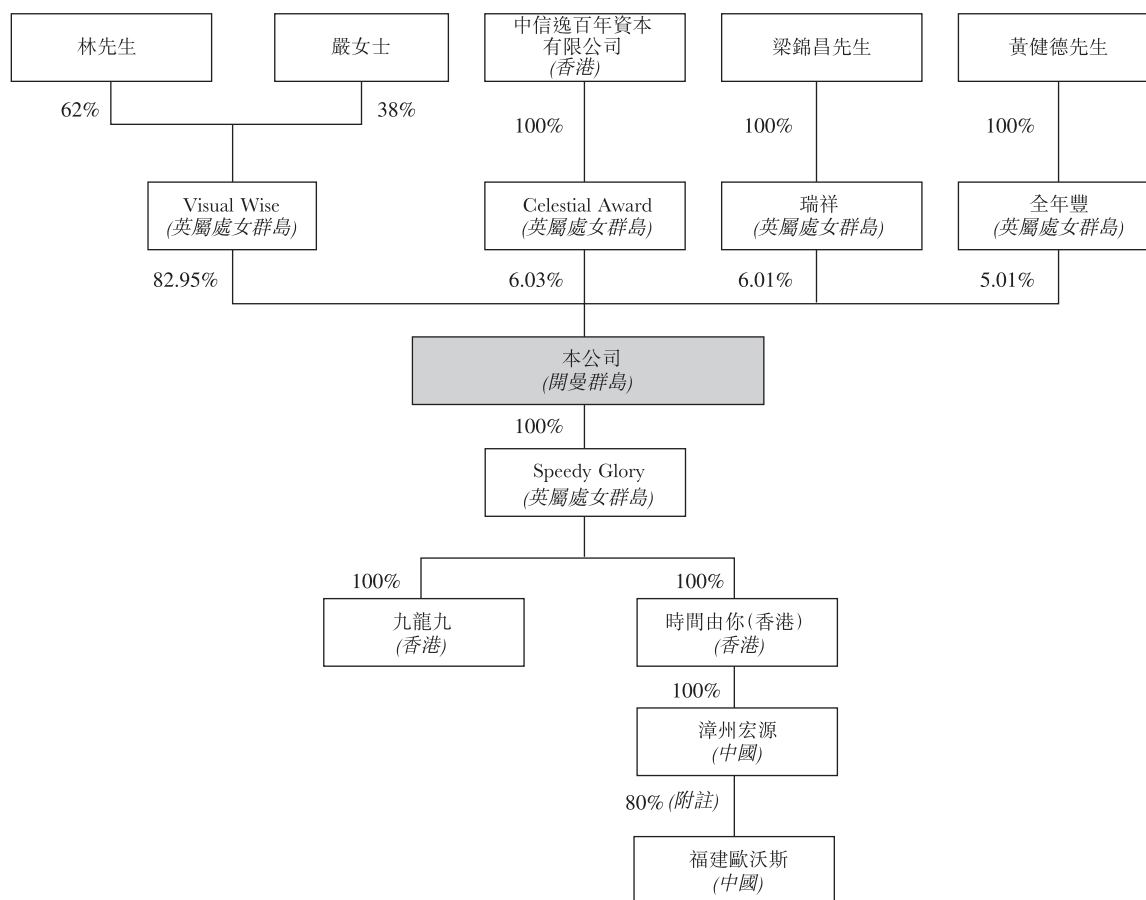 林先生
嚴女士
中信逸百年資本
有限公司
(香港)
梁錦昌先生
黃健德先生
62%
38%
100%
100%
100%
Visual Wise
(英屬處女群島)
Celestial Award
(英屬處女群島)
瑞祥
(英屬處女群島)
全年豐
(英屬處女群島)
82.95%
6.03%
6.01%
5.01%
本公司
(開曼群島)
100%
Speedy Glory
(英屬處女群島)
100%
100%
九龍九
(香港)
時間由你(香港)
(香港)
100%
漳州宏源
(中國)
80% (附註)
福建歐沃斯
(中國)